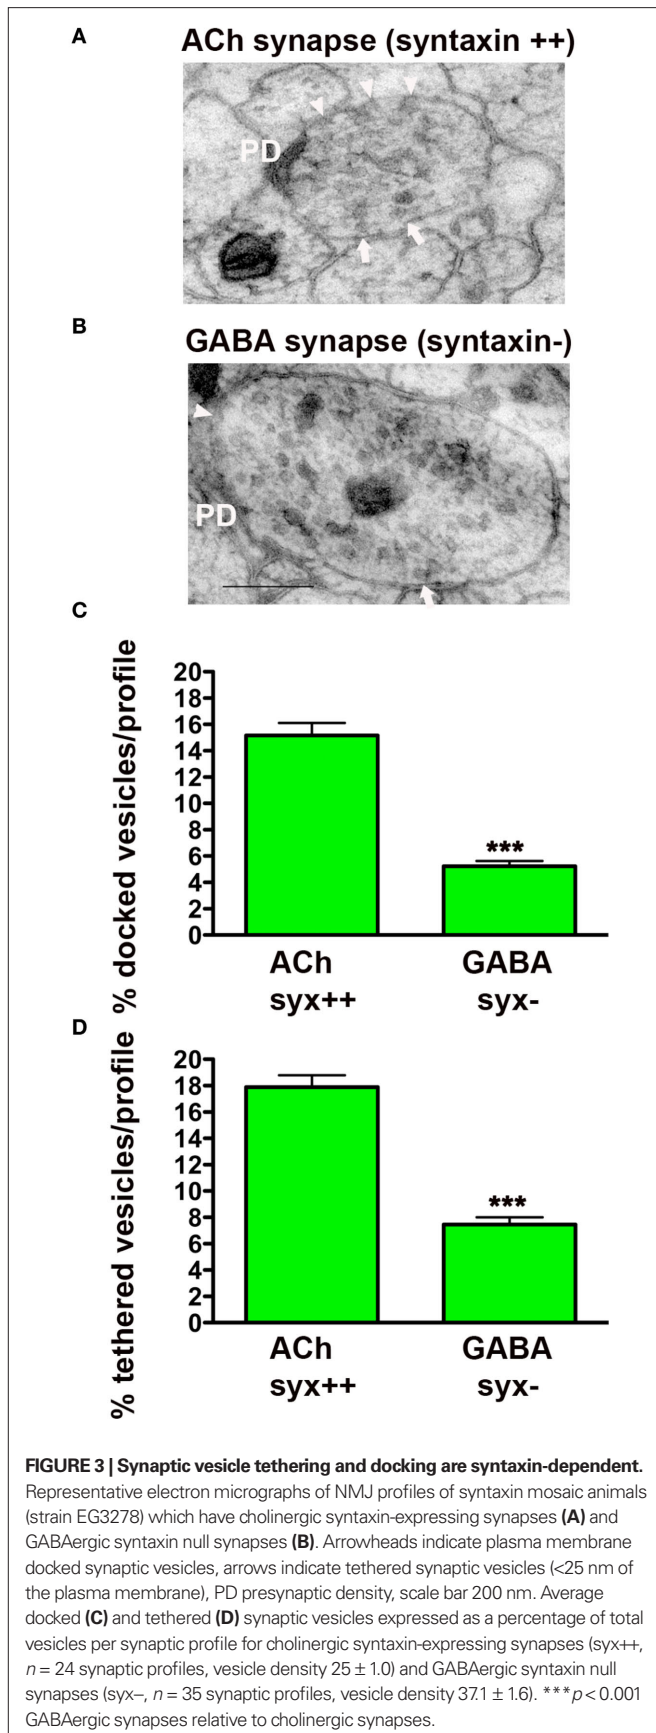 A
ACh synapse (syntaxin ++)
PD
B
GABA synapse (syntaxin-)
PD
C
% docked vesicles/profile
20
18
16
14
12
10
8
6
4
2
0
***
ACh
GABA
syx++
syx-
D
% tethered vesicles/profile
20
18
16
14
12
10
8
6
4
2
0
***
ACh
GABA
syx++
syx-
FIGURE 3 | Synaptic vesicle tethering and docking are syntaxin-dependent.
Representative electron micrographs of NMJ profiles of syntaxin mosaic animals
(strain EG3278) which have cholinergic syntaxin-expressing synapses (A) and
GABAergic syntaxin null synapses (B). Arrowheads indicate plasma membrane
docked synaptic vesicles, arrows indicate tethered synaptic vesicles (<25 nm of
the plasma membrane), PD presynaptic density, scale bar 200 nm. Average
docked (C) and tethered (D) synaptic vesicles expressed as a percentage of total
vesicles per synaptic profile for cholinergic syntaxin-expressing synapses (syx++,
n = 24 synaptic profiles, vesicle density 25 ± 1.0) and GABAergic syntaxin null
synapses (syx–, n = 35 synaptic profiles, vesicle density 37.1 ± 1.6). ***p < 0.001
GABAergic synapses relative to cholinergic synapses.